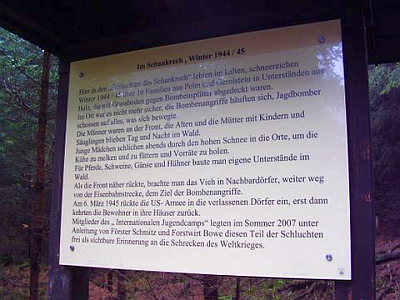 Im Schankrech , Winter 1944 / 45
Hier in den „ des Schankrech" lebten im kalten, schneereichen
Winter 1944 / 45 über 10 Familien aus Pelm und Gerolstein in Unterständen aus
Holz, die mit Grassboden gegen Bombensplitter abgedeckt waren.
Im Ort war es nicht mehr sicher, die Bombenangriffe häuften sich, Jagdbomber
schossen auf alles, was sich bewegte.
Die Männer waren an der Front, die Alten und die Mütter mit Kindern und
Säuglingen blieben Tag und Nacht im Wald.
Junge Mädchen schlichen abends durch den hohen Schnee in die Orte, um die
Kühe zu melken und zu füttern und Vorräte zu holen.
Für Pferde, Schweine, Gänse und Hühner baute man eigene Unterstände im
Wald.
Als die Front näher rückte, brachte man das Vieh in Nachbardörfer, weiter weg
von der Eisenbahnstrecke, dem Ziel der Bombenangriffe.
Am 6. März 1945 rückte die US- Armee in die verlassenen Dörfer ein, erst dann
kehrten die Bewohner in ihre Häuser zurück.
Mitglieder des „ Internationalen Jugendcamps" legten im Sommer 2007 unter
Anleitung von Förster Schmitz und Forstwirt Bowe diesen Teil der Schluchten
frei als sichtbare Erinnerung an die Schrecken des Weltkrieges.